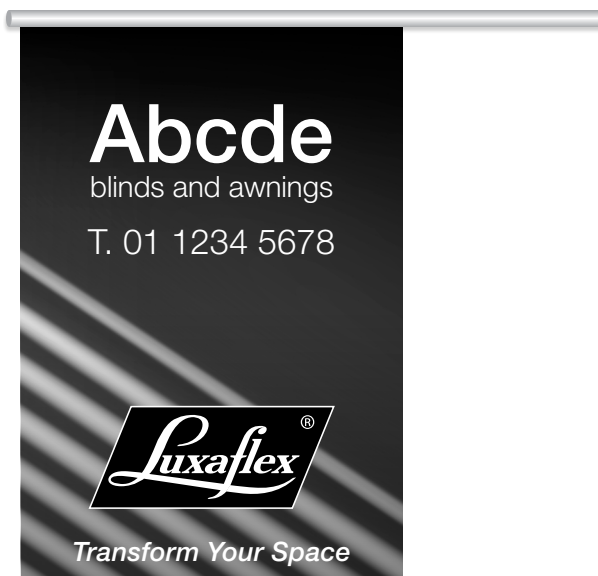 Abcde
blinds and awnings
T. 01 1234 5678
Luxaflex ®
Transform Your Space